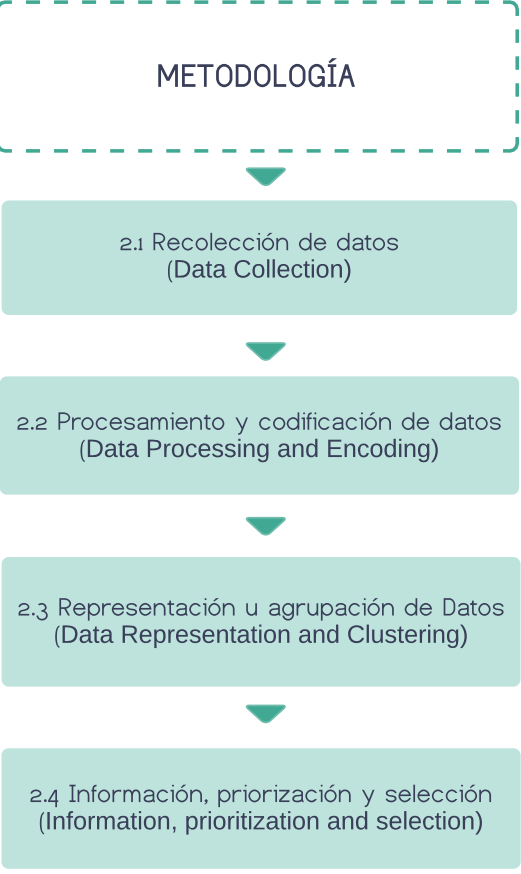 METODOLOGÍA
2.1 Recolección de datos
(Data Collection)
2.2 Procesamiento y codificación de datos
(Data Processing and Encoding)
2.3 Representación u agrupación de Datos
(Data Representation and Clustering)
2.4 Información, priorización y selección
(Information, prioritization and selection)